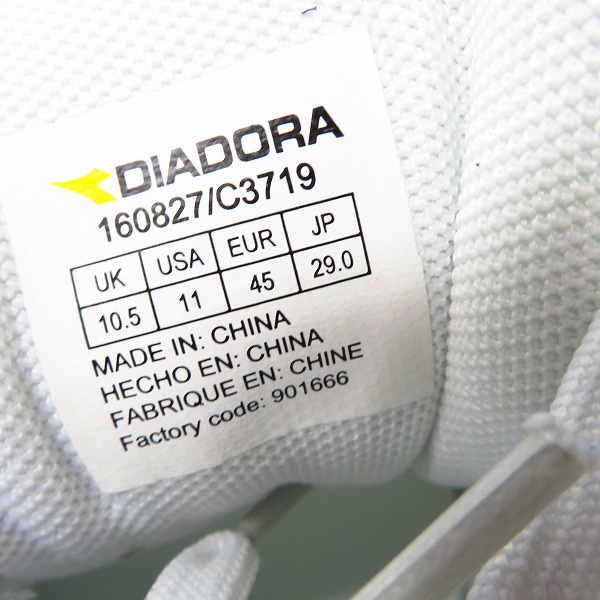 DIADORA
160827/C3719
UK USA EUR JP
10.5 11 45 29.0
MADE IN: CHINA
HECHO EN: CHINA
FABRIQUE EN: CHINE
Factory code: 901666